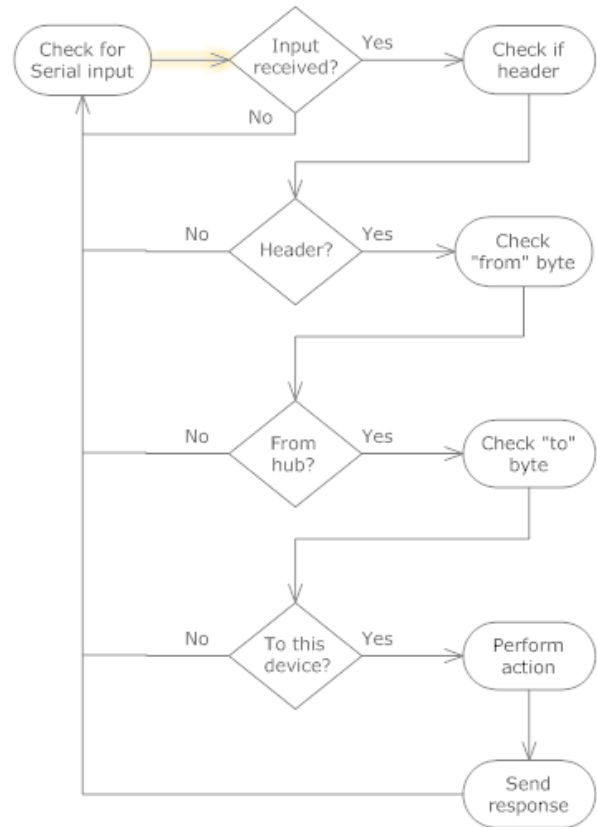 Check for
Serial input
Input
received?
Yes
Check if
header
No
No
Header?
Yes
Check
"from" byte
No
From
hub?
Yes
Check "to"
byte
No
To this
device?
Yes
Perform
action
Send
response